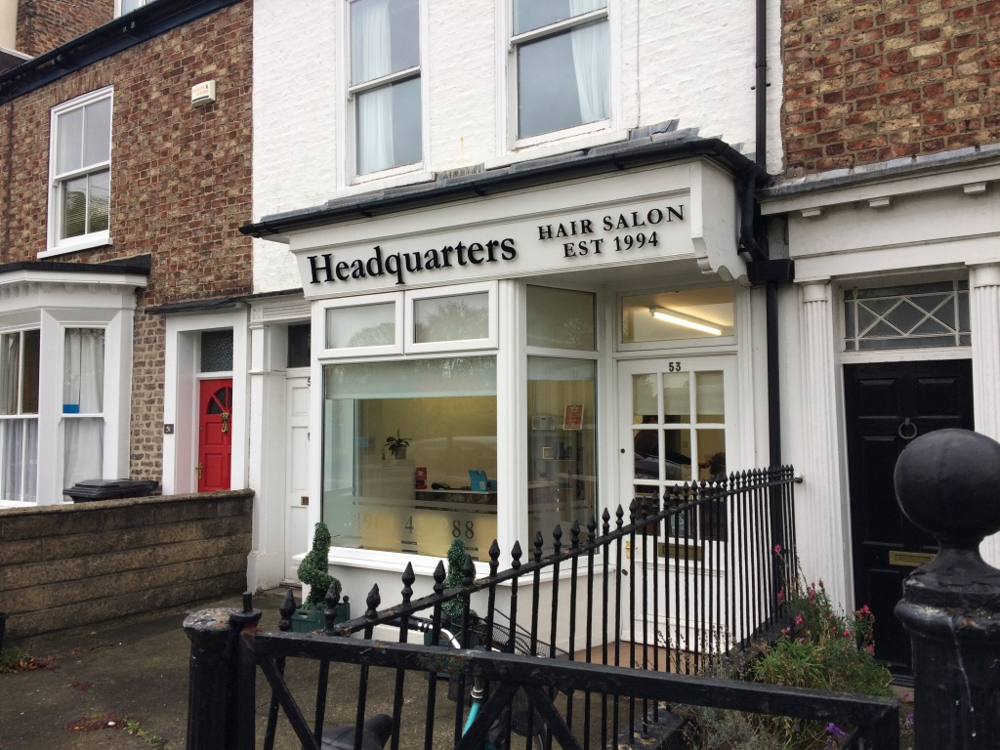 Headquarters
HAIR SALON
EST 1994
53